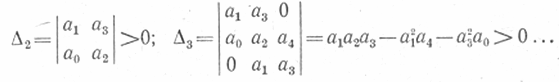 Δ₂ = | a₁ a₃ ; a₀ a₂ | > 0; Δ₃ = | a₁ a₃ 0 ; a₀ a₂ a₄ ; 0 a₁ a₃ | = a₁a₂a₃ − a₁²a₄ − a₃²a₀ > 0 ...